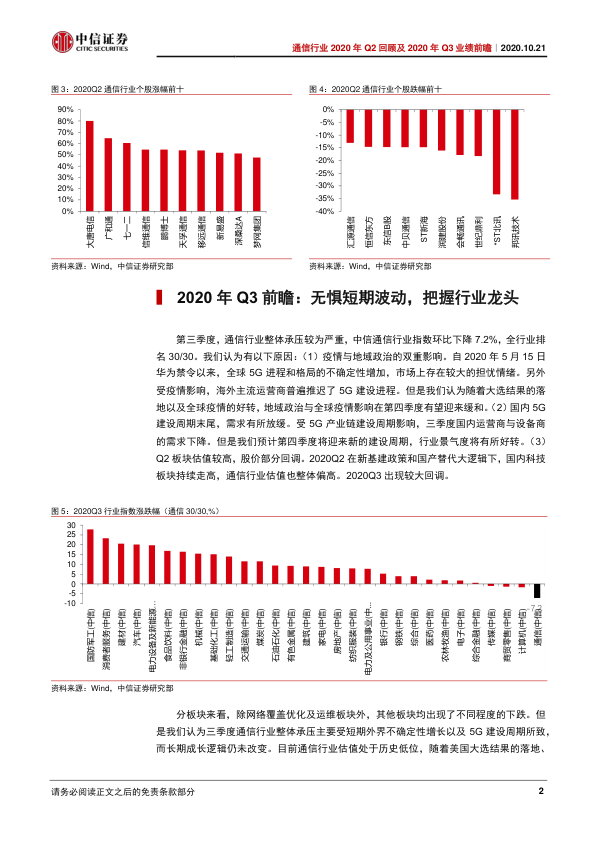 中信证券
CITIC SECURITIES
通信行业 2020 年 Q2 回顾及 2020 年 Q3 业绩前瞻｜2020.10.21
图 3：2020Q2 通信行业个股涨幅前十
90%
80%
70%
60%
50%
40%
30%
20%
10%
0%
大唐电信
广和通
七一二
信维通信
鹏博士
天孚通信
移远通信
新易盛
深桑达A
梦网集团
资料来源：Wind，中信证券研究部
图 4：2020Q2 通信行业个股跌幅前十
0%
-5%
-10%
-15%
-20%
-25%
-30%
-35%
-40%
汇源通信
恒信东方
东信B股
中贝通信
ST新海
润建股份
会畅通讯
世纪鼎利
*ST北讯
邦讯技术
资料来源：Wind，中信证券研究部
2020 年 Q3 前瞻：无惧短期波动，把握行业龙头
第三季度，通信行业整体承压较为严重，中信通信行业指数环比下降 7.2%，全行业排
名 30/30。我们认为有以下原因：（1）疫情与地域政治的双重影响。自 2020 年 5 月 15 日
华为禁令以来，全球 5G 进程和格局的不确定性增加，市场上存在较大的担忧情绪。另外
受疫情影响，海外主流运营商普遍推迟了 5G 建设进程。但是我们认为随着大选结果的落
地以及全球疫情的好转，地域政治与全球疫情影响在第四季度有望迎来缓和。（2）国内 5G
建设周期末尾，需求有所放缓。受 5G 产业链建设周期影响，三季度国内运营商与设备商
的需求下降。但是我们预计第四季度将迎来新的建设周期，行业景气度将有所好转。（3）
Q2 板块估值较高，股价部分回调。2020Q2 在新基建政策和国产替代大逻辑下，国内科技
板块持续走高，通信行业估值也整体偏高。2020Q3 出现较大回调。
图 5：2020Q3 行业指数涨跌幅（通信 30/30,%）
30
25
20
15
10
5
0
-5
-10
-7.2
国防军工(中信)
消费者服务(中信)
建材(中信)
汽车(中信)
电力设备及新能源…
食品饮料(中信)
非银行金融(中信)
机械(中信)
基础化工(中信)
轻工制造(中信)
交通运输(中信)
煤炭(中信)
石油石化(中信)
有色金属(中信)
建筑(中信)
家电(中信)
房地产(中信)
纺织服装(中信)
电力及公用事业(中…
银行(中信)
钢铁(中信)
综合(中信)
医药(中信)
农林牧渔(中信)
电子(中信)
综合金融(中信)
传媒(中信)
商贸零售(中信)
计算机(中信)
通信(中信)
资料来源：Wind，中信证券研究部
分板块来看，除网络覆盖优化及运维板块外，其他板块均出现了不同程度的下跌。但
是我们认为三季度通信行业整体承压主要受短期外界不确定性增长以及 5G 建设周期所致，
而长期成长逻辑仍未改变。目前通信行业估值处于历史低位，随着美国大选结果的落地、
请务必阅读正文之后的免责条款部分
2